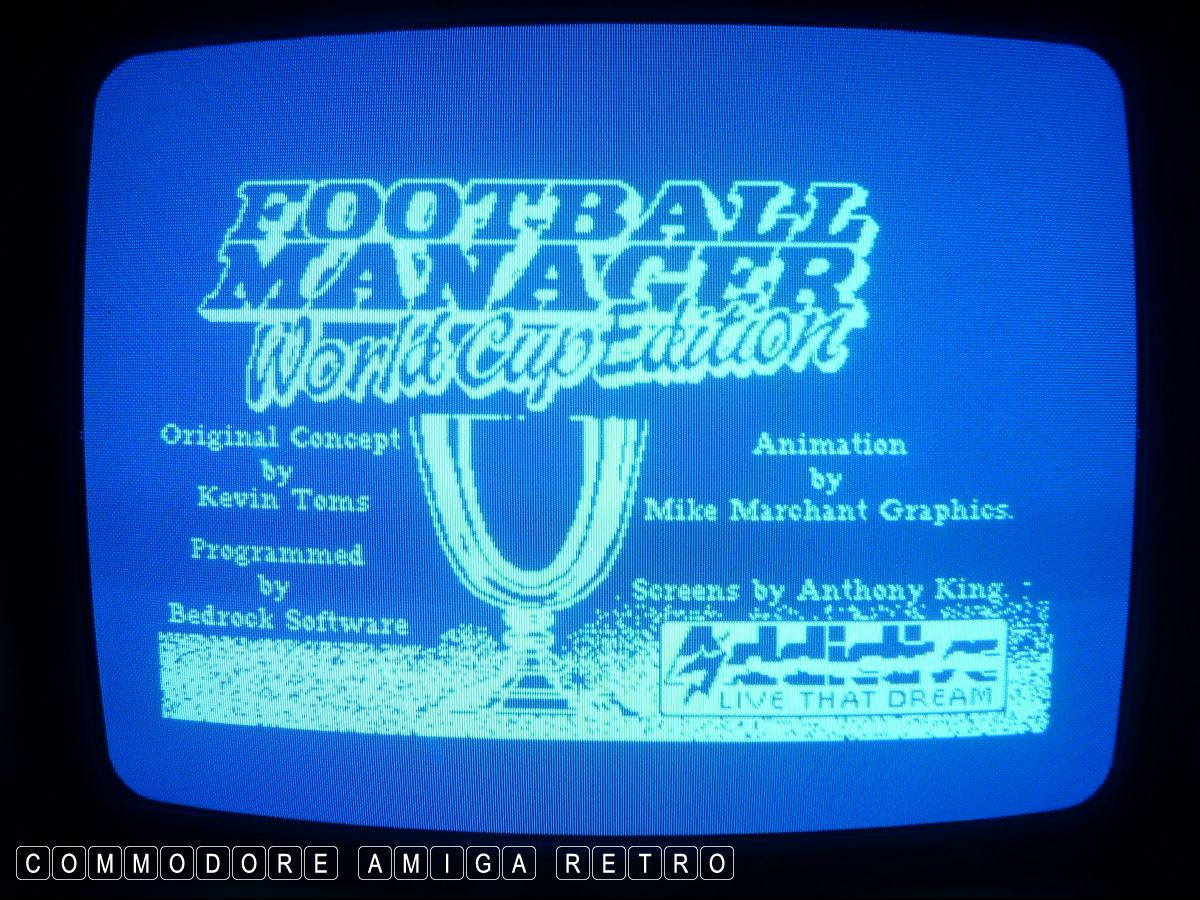 FOOTBALL
MANAGER
World Cup Edition
Original Concept
by
Kevin Toms
Programmed
by
Bedrock Software
Animation
by
Mike Marchant Graphics.
Screens by Anthony King.
Addictive
LIVE THAT DREAM
COMMODORE AMIGA RETRO